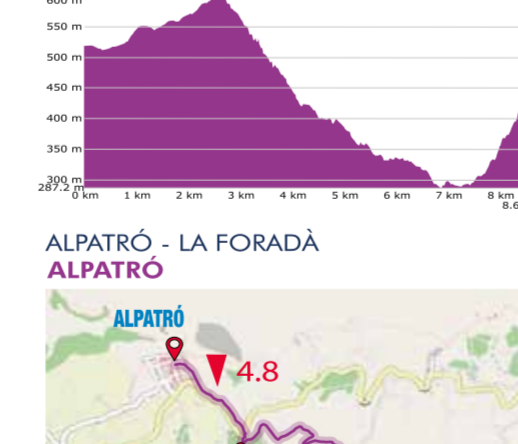 600 m
550 m
500 m
450 m
400 m
350 m
300 m
287.2 m
0 km 1 km 2 km 3 km 4 km 5 km 6 km 7 km 8 km
8.6
ALPATRÓ - LA FORADÀ
ALPATRÓ
ALPATRÓ
4.8